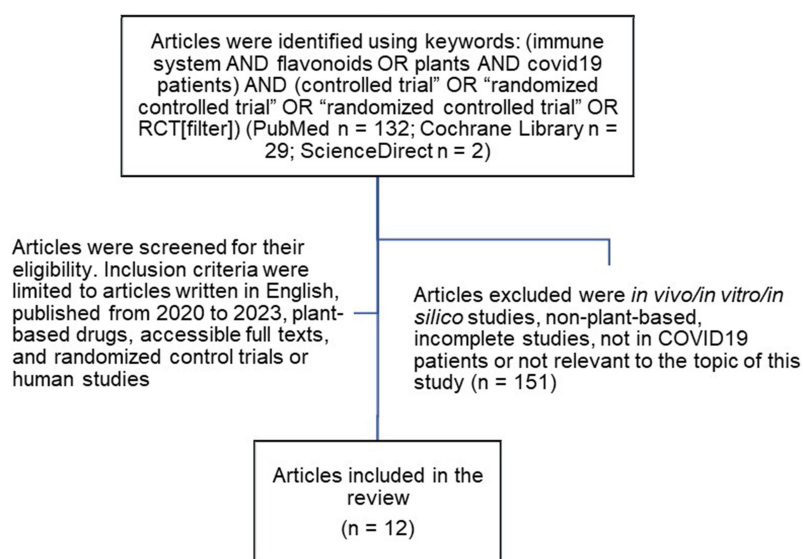 Articles were identified using keywords: (immune
system AND flavonoids OR plants AND covid19
patients) AND (controlled trial” OR “randomized
controlled trial” OR “randomized controlled trial” OR
RCT[filter]) (PubMed n = 132; Cochrane Library n =
29; ScienceDirect n = 2)
Articles were screened for their
eligibility. Inclusion criteria were
limited to articles written in English,
published from 2020 to 2023, plant-
based drugs, accessible full texts,
and randomized control trials or
human studies
Articles excluded were in vivo/in vitro/in
silico studies, non-plant-based,
incomplete studies, not in COVID19
patients or not relevant to the topic of this
study (n = 151)
Articles included in the
review
(n = 12)